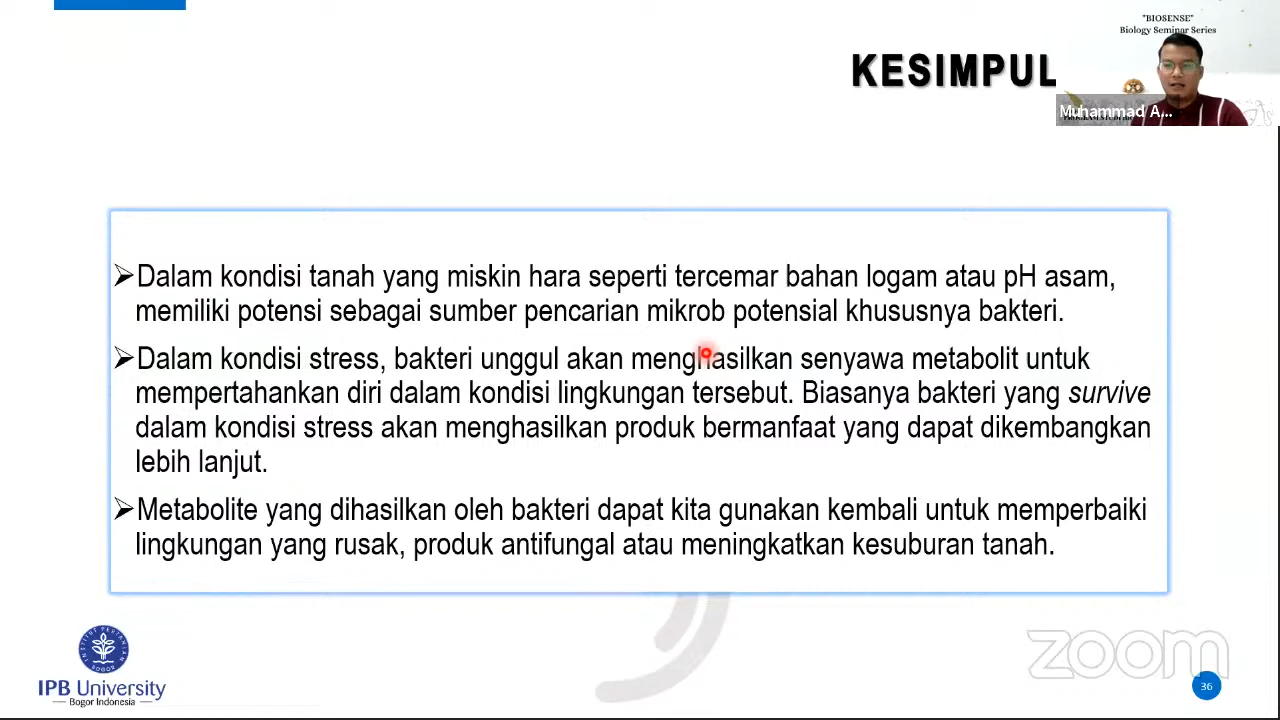 "BIOSENSE"
Biology Seminar Series
KESIMPUL
Muhammad A...
➢Dalam kondisi tanah yang miskin hara seperti tercemar bahan logam atau pH asam,
memiliki potensi sebagai sumber pencarian mikrob potensial khususnya bakteri.
➢Dalam kondisi stress, bakteri unggul akan menghasilkan senyawa metabolit untuk
mempertahankan diri dalam kondisi lingkungan tersebut. Biasanya bakteri yang survive
dalam kondisi stress akan menghasilkan produk bermanfaat yang dapat dikembangkan
lebih lanjut.
➢Metabolite yang dihasilkan oleh bakteri dapat kita gunakan kembali untuk memperbaiki
lingkungan yang rusak, produk antifungal atau meningkatkan kesuburan tanah.
INSTITUT PERTANIAN
BOGOR
IPB University
Bogor Indonesia
zoom
36